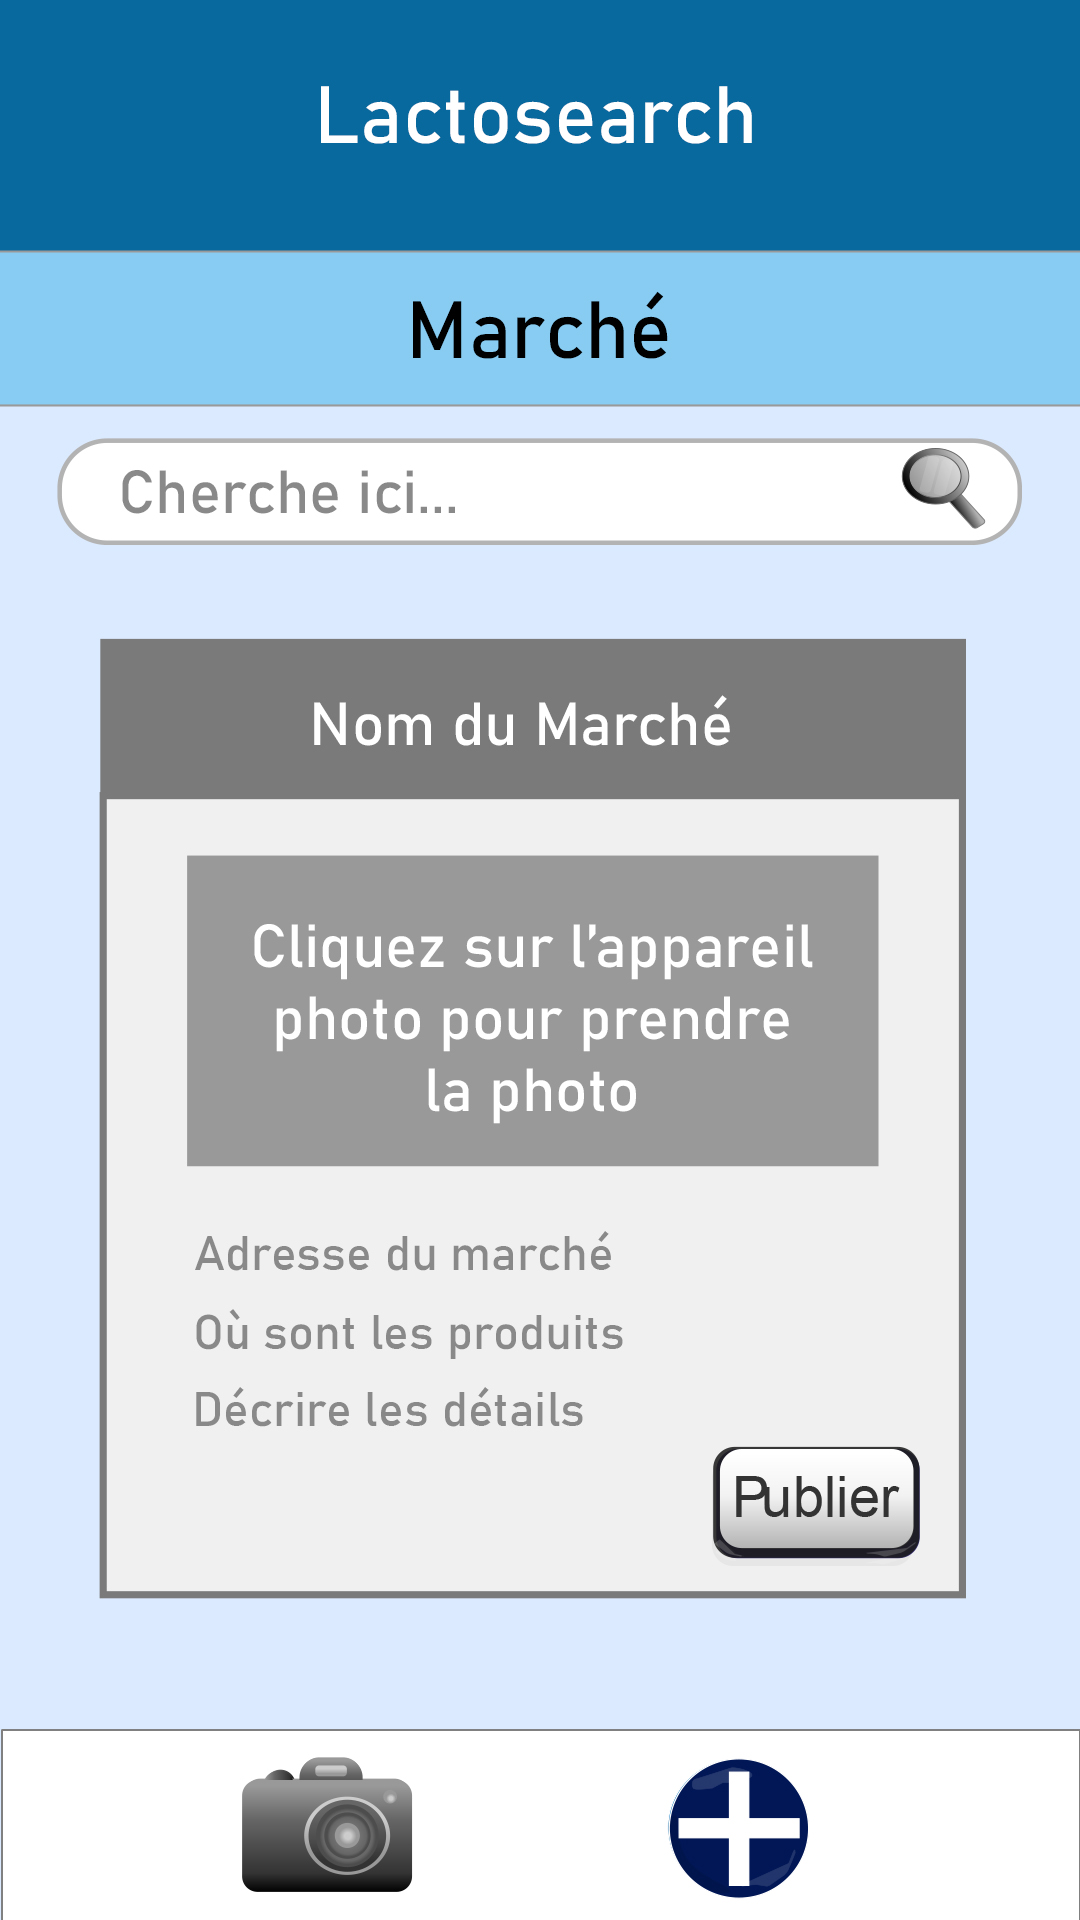 Lactosearch
Marché
Cherche ici...
Nom du Marché
Cliquez sur l’appareil
photo pour prendre
la photo
Adresse du marché
Où sont les produits
Décrire les détails
Publier